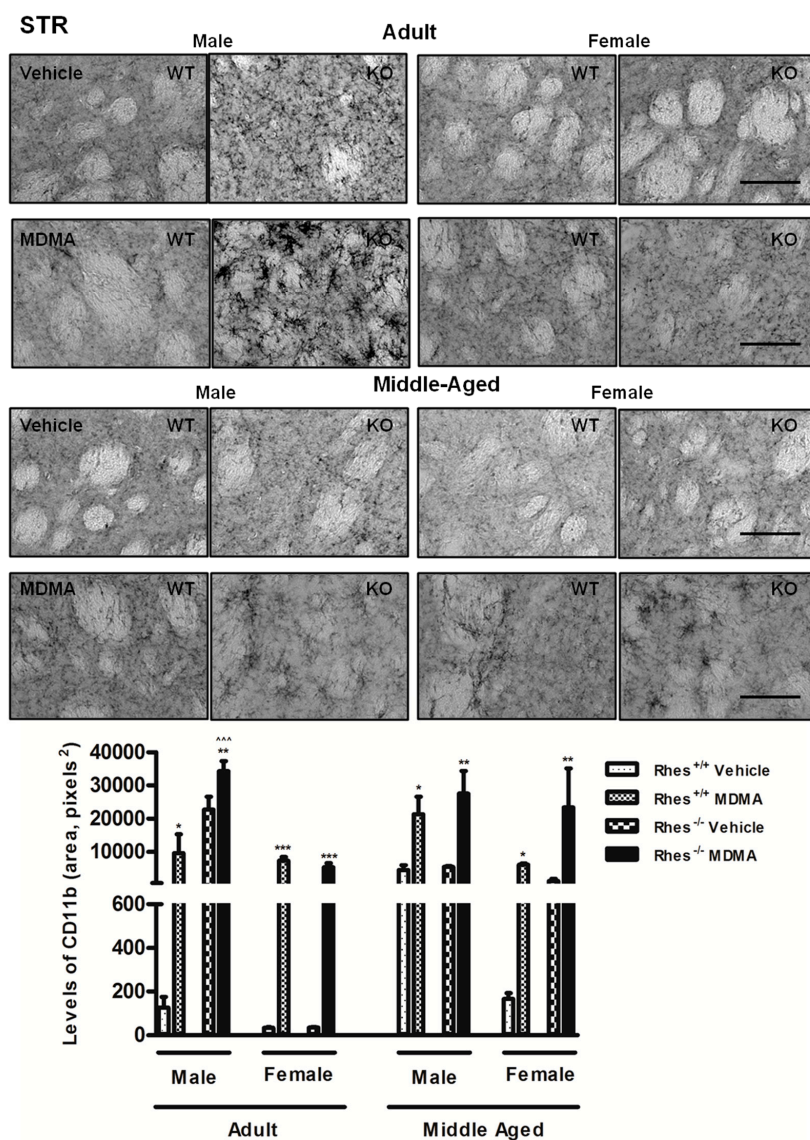 STR
Adult
Male Female
Vehicle WT KO WT KO
MDMA WT KO WT KO
Middle-Aged
Male Female
Vehicle WT KO WT KO
MDMA WT KO WT KO
Levels of CD11b (area, pixels ²)
40000
30000
20000
10000
600
400
200
0
*
^^^
**
***
***
*
**
*
**
Rhes+/+ Vehicle
Rhes+/+ MDMA
Rhes-/- Vehicle
Rhes-/- MDMA
Male Female Male Female
Adult Middle Aged